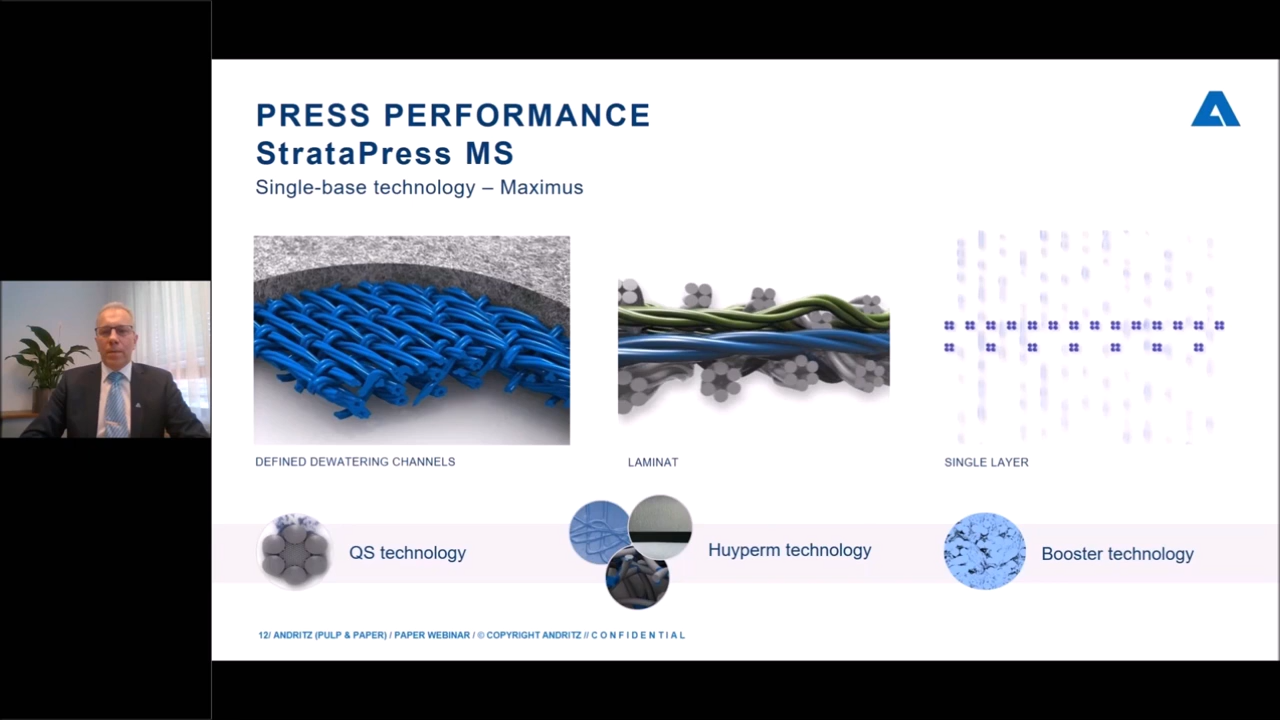 PRESS PERFORMANCE
StrataPress MS
Single-base technology – Maximus
DEFINED DEWATERING CHANNELS
LAMINAT
SINGLE LAYER
QS technology
Huyperm technology
Booster technology
12/ ANDRITZ (PULP & PAPER) / PAPER WEBINAR / © COPYRIGHT ANDRITZ // C O N F I D E N T I A L